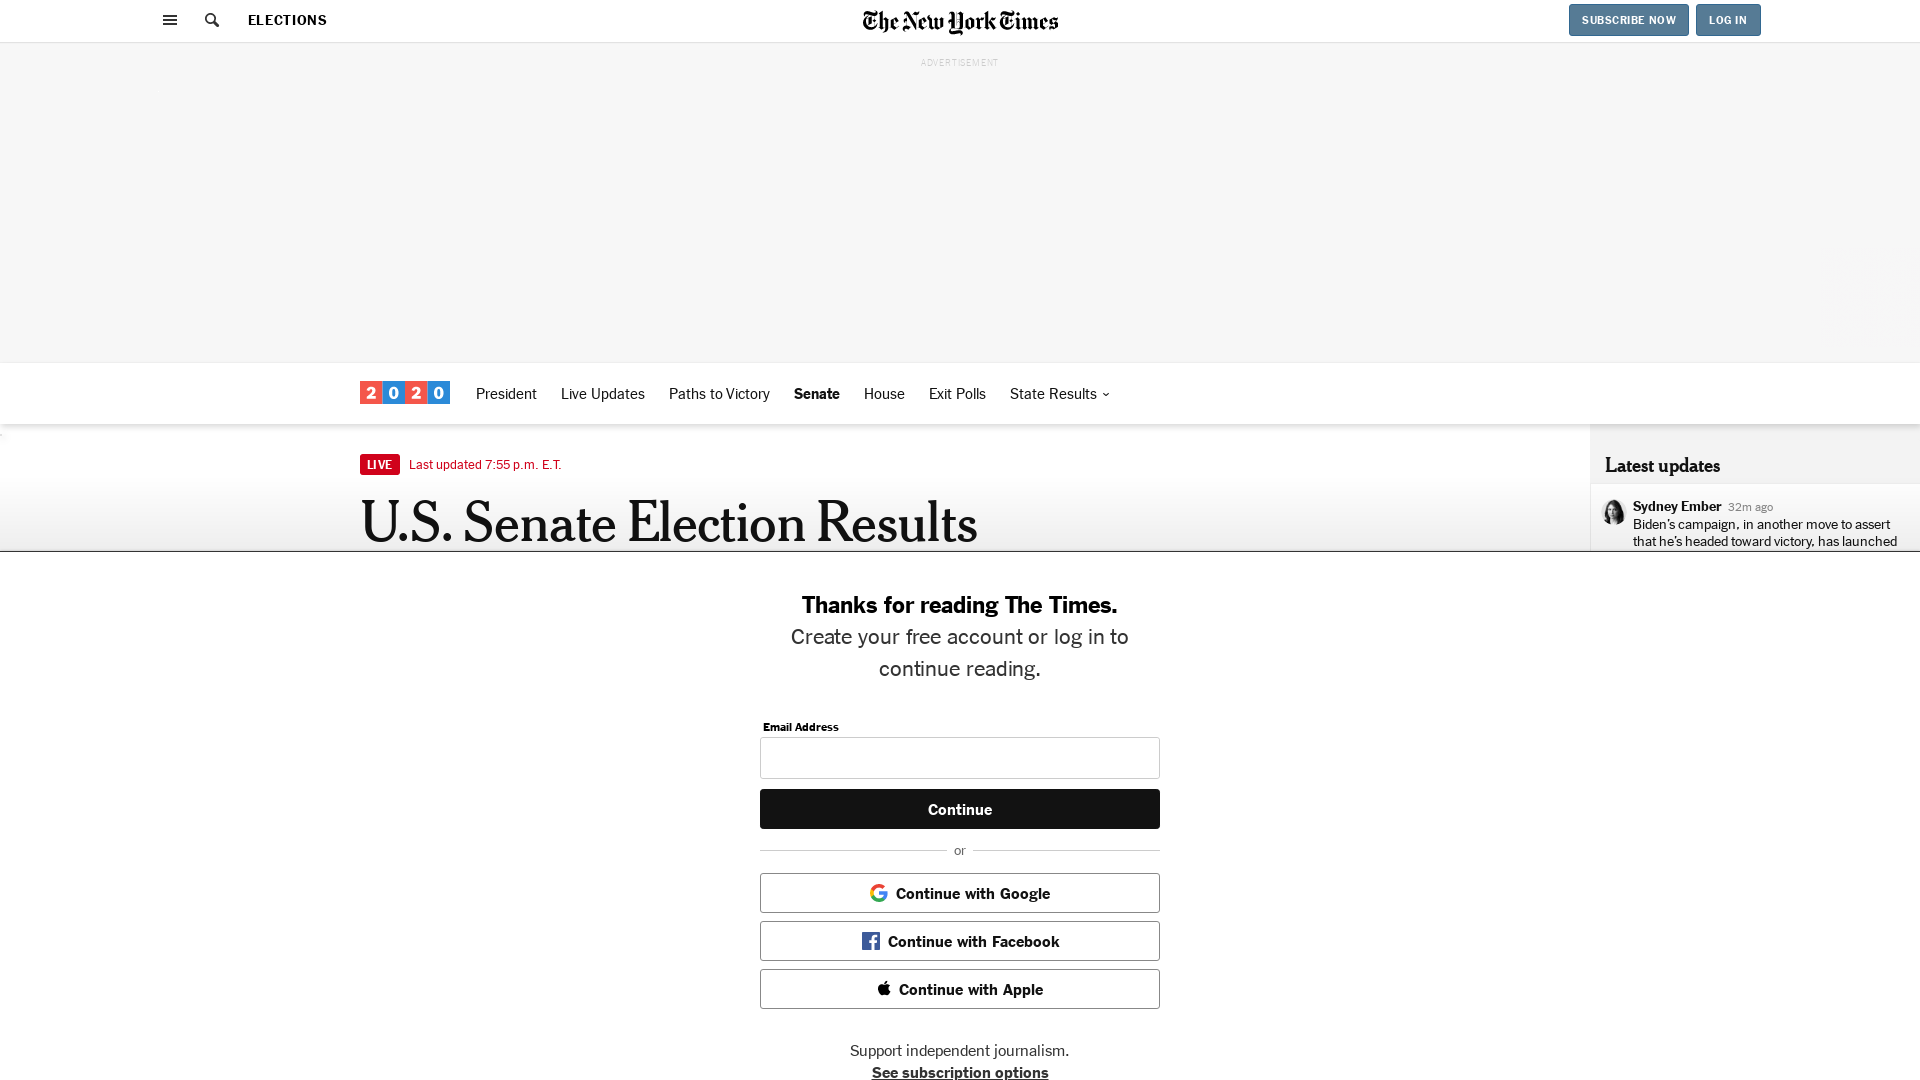 ELECTIONS
The New York Times
SUBSCRIBE NOW
LOG IN
ADVERTISEMENT
2020
President
Live Updates
Paths to Victory
Senate
House
Exit Polls
State Results
LIVE
Last updated 7:55 p.m. E.T.
U.S. Senate Election Results
Latest updates
Sydney Ember 32m ago
Biden’s campaign, in another move to assert
that he’s headed toward victory, has launched
Thanks for reading The Times.
Create your free account or log in to
continue reading.
Email Address
Continue
or
Continue with Google
Continue with Facebook
Continue with Apple
Support independent journalism.
See subscription options